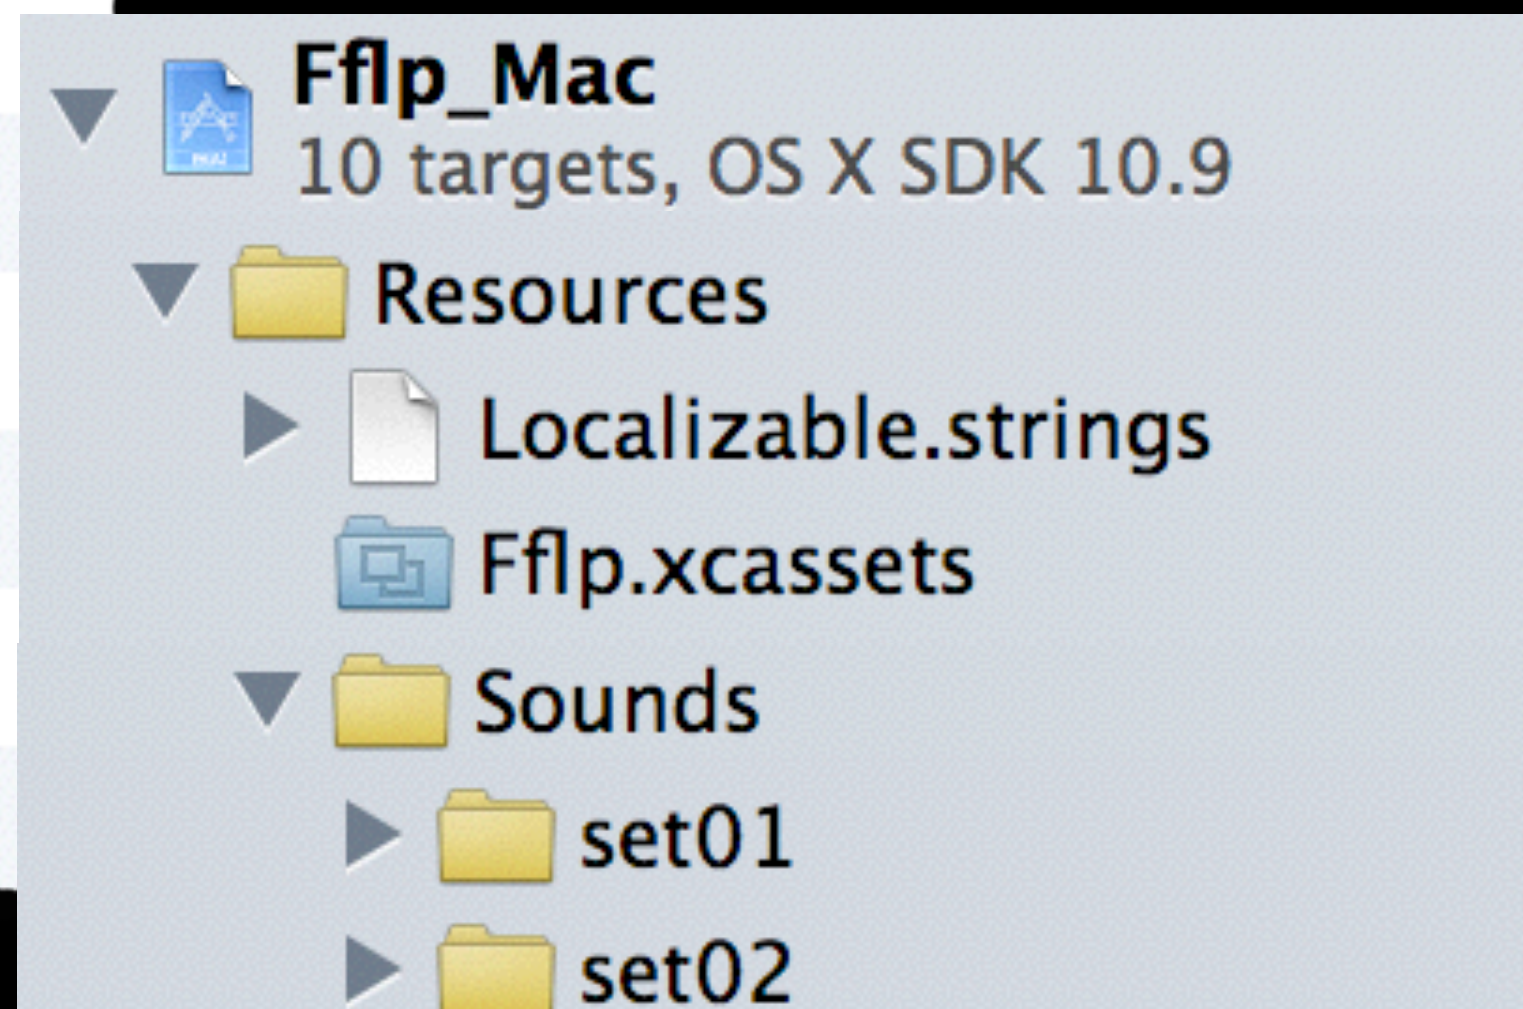 Fflp_Mac
10 targets, OS X SDK 10.9
Resources
Localizable.strings
Fflp.xcassets
Sounds
set01
set02